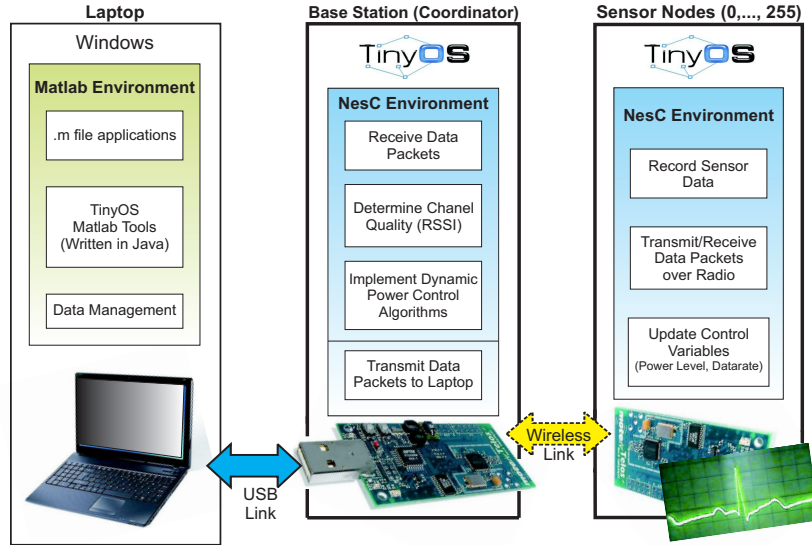 Laptop
Windows
Matlab Environment
.m file applications
TinyOS
Matlab Tools
(Written in Java)
Data Management
USB
Link
Base Station (Coordinator)
TinyOS
NesC Environment
Receive Data
Packets
Determine Chanel
Quality (RSSI)
Implement Dynamic
Power Control
Algorithms
Transmit Data
Packets to Laptop
Wireless
Link
Sensor Nodes (0,..., 255)
TinyOS
NesC Environment
Record Sensor
Data
Transmit/Receive
Data Packets
over Radio
Update Control
Variables
(Power Level, Datarate)